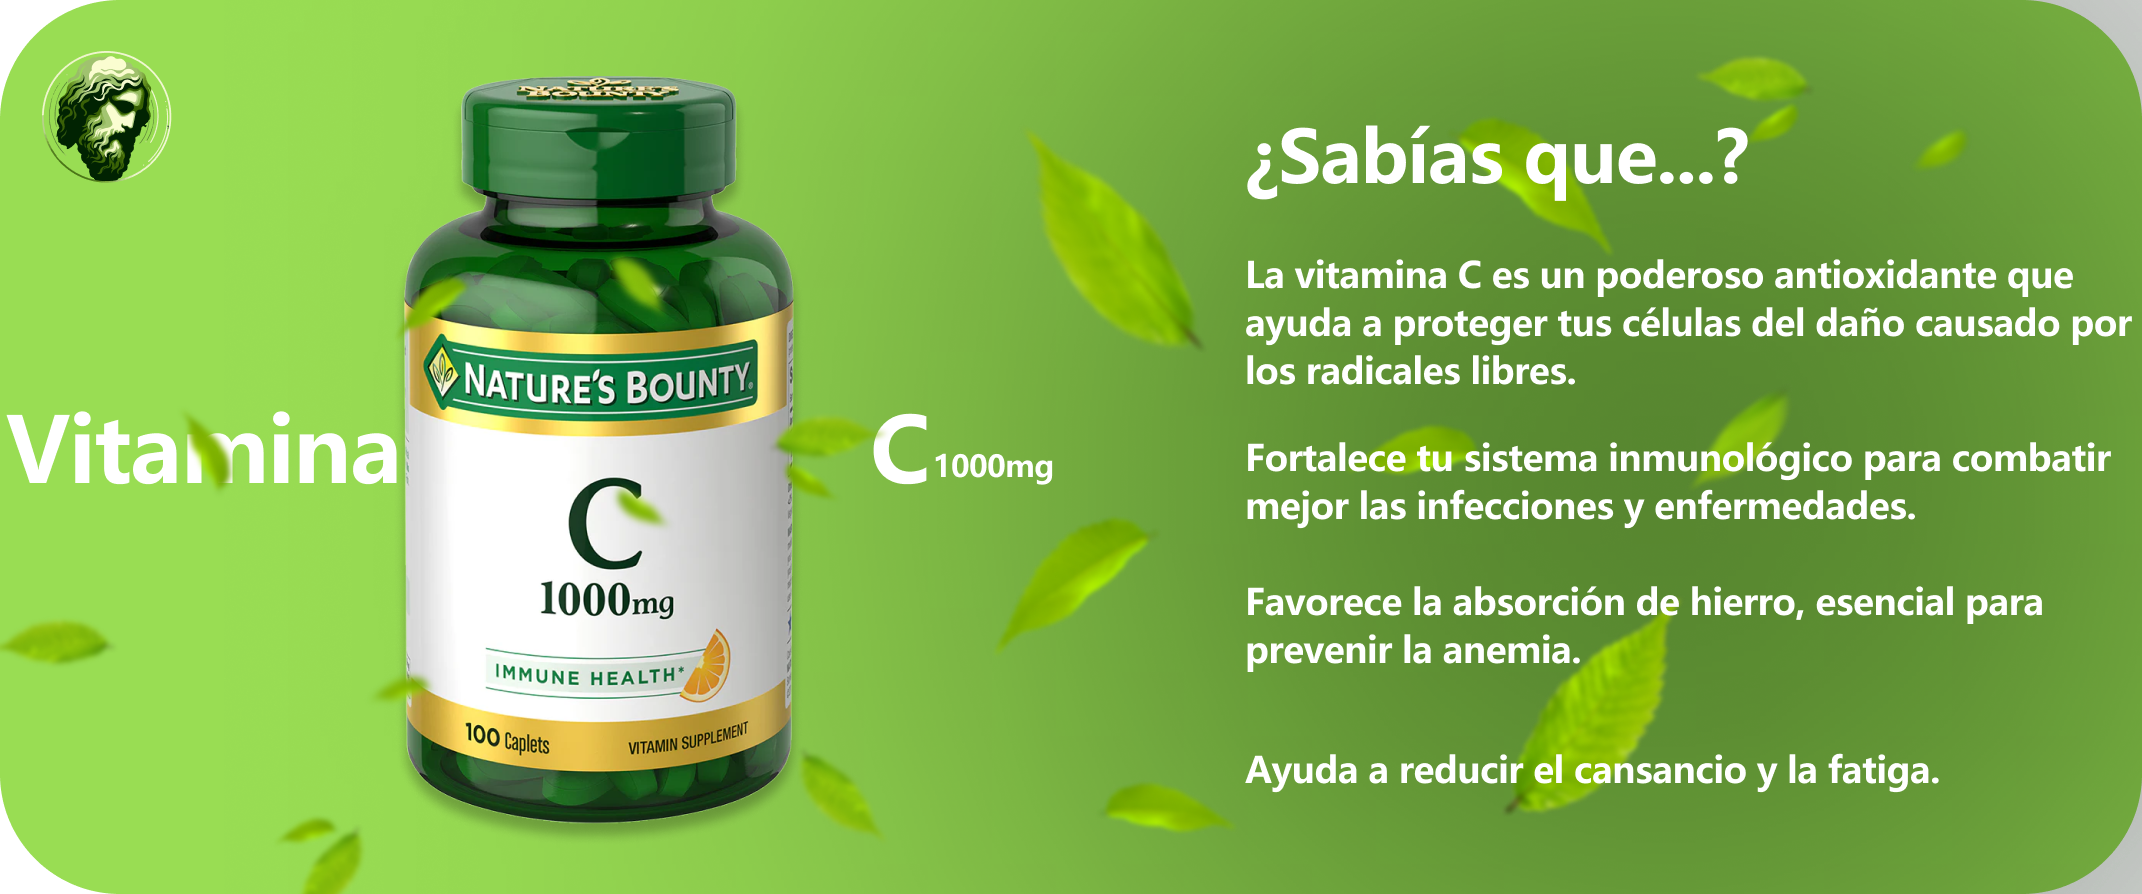 NATURE'S
BOUNTY
NATURE'S BOUNTY®
Vitamina C 1000mg
C
1000mg
IMMUNE HEALTH*
100 Caplets VITAMIN SUPPLEMENT
¿Sabías que...?
La vitamina C es un poderoso antioxidante que
ayuda a proteger tus células del daño causado por
los radicales libres.
Fortalece tu sistema inmunológico para combatir
mejor las infecciones y enfermedades.
Favorece la absorción de hierro, esencial para
prevenir la anemia.
Ayuda a reducir el cansancio y la fatiga.